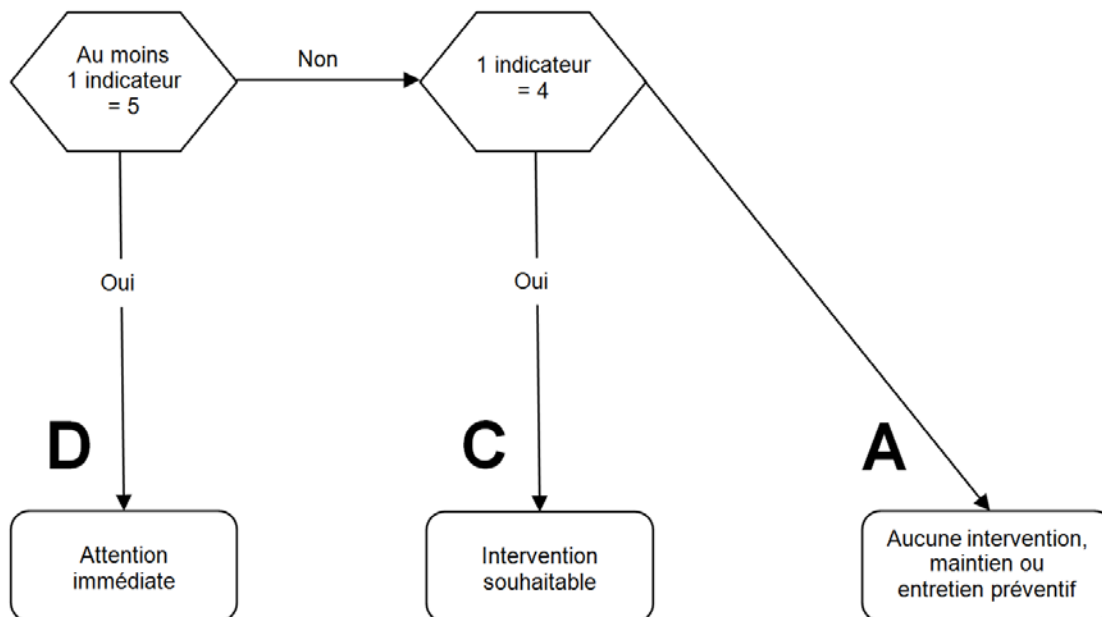 Au moins
1 indicateur
= 5
Non
1 indicateur
= 4
Oui
Oui
D
C
A
Attention
immédiate
Intervention
souhaitable
Aucune intervention,
maintien ou
entretien préventif